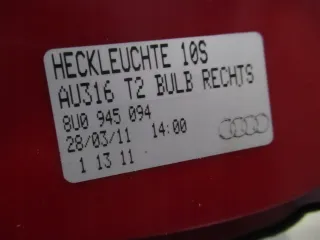 HECKLEUCHTE 10S
AU316 T2 BULB RECHTS
8U0 945 094
28/03/11 14:00
1 13 11